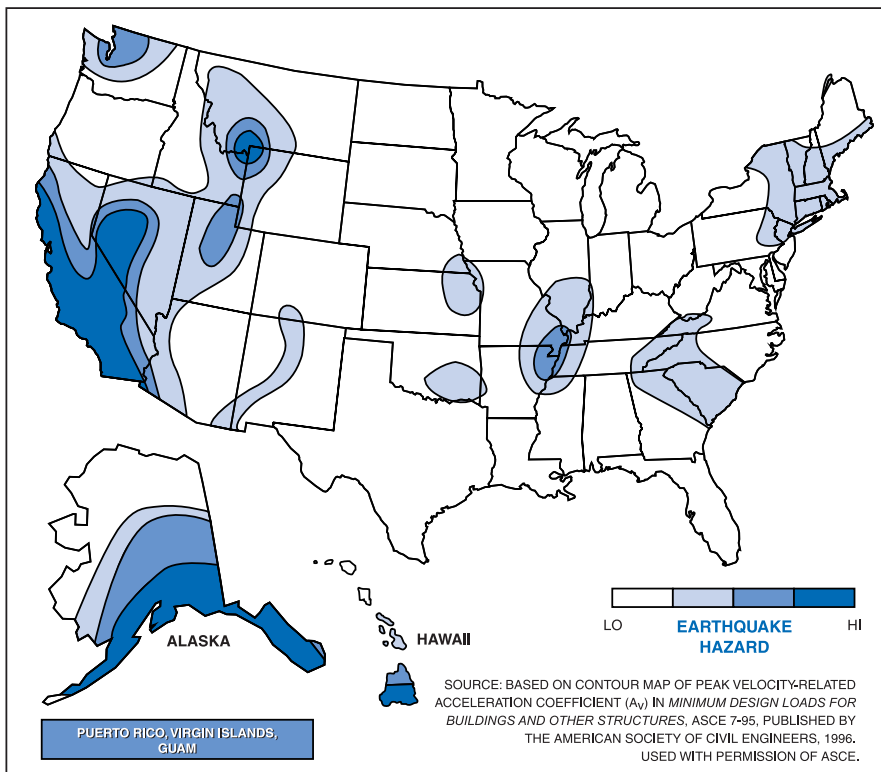 ALASKA
HAWAII
LO
EARTHQUAKE
HAZARD
HI
SOURCE: BASED ON CONTOUR MAP OF PEAK VELOCITY-RELATED
ACCELERATION COEFFICIENT (AV) IN MINIMUM DESIGN LOADS FOR
BUILDINGS AND OTHER STRUCTURES, ASCE 7-95, PUBLISHED BY
THE AMERICAN SOCIETY OF CIVIL ENGINEERS, 1996.
USED WITH PERMISSION OF ASCE.
PUERTO RICO, VIRGIN ISLANDS,
GUAM